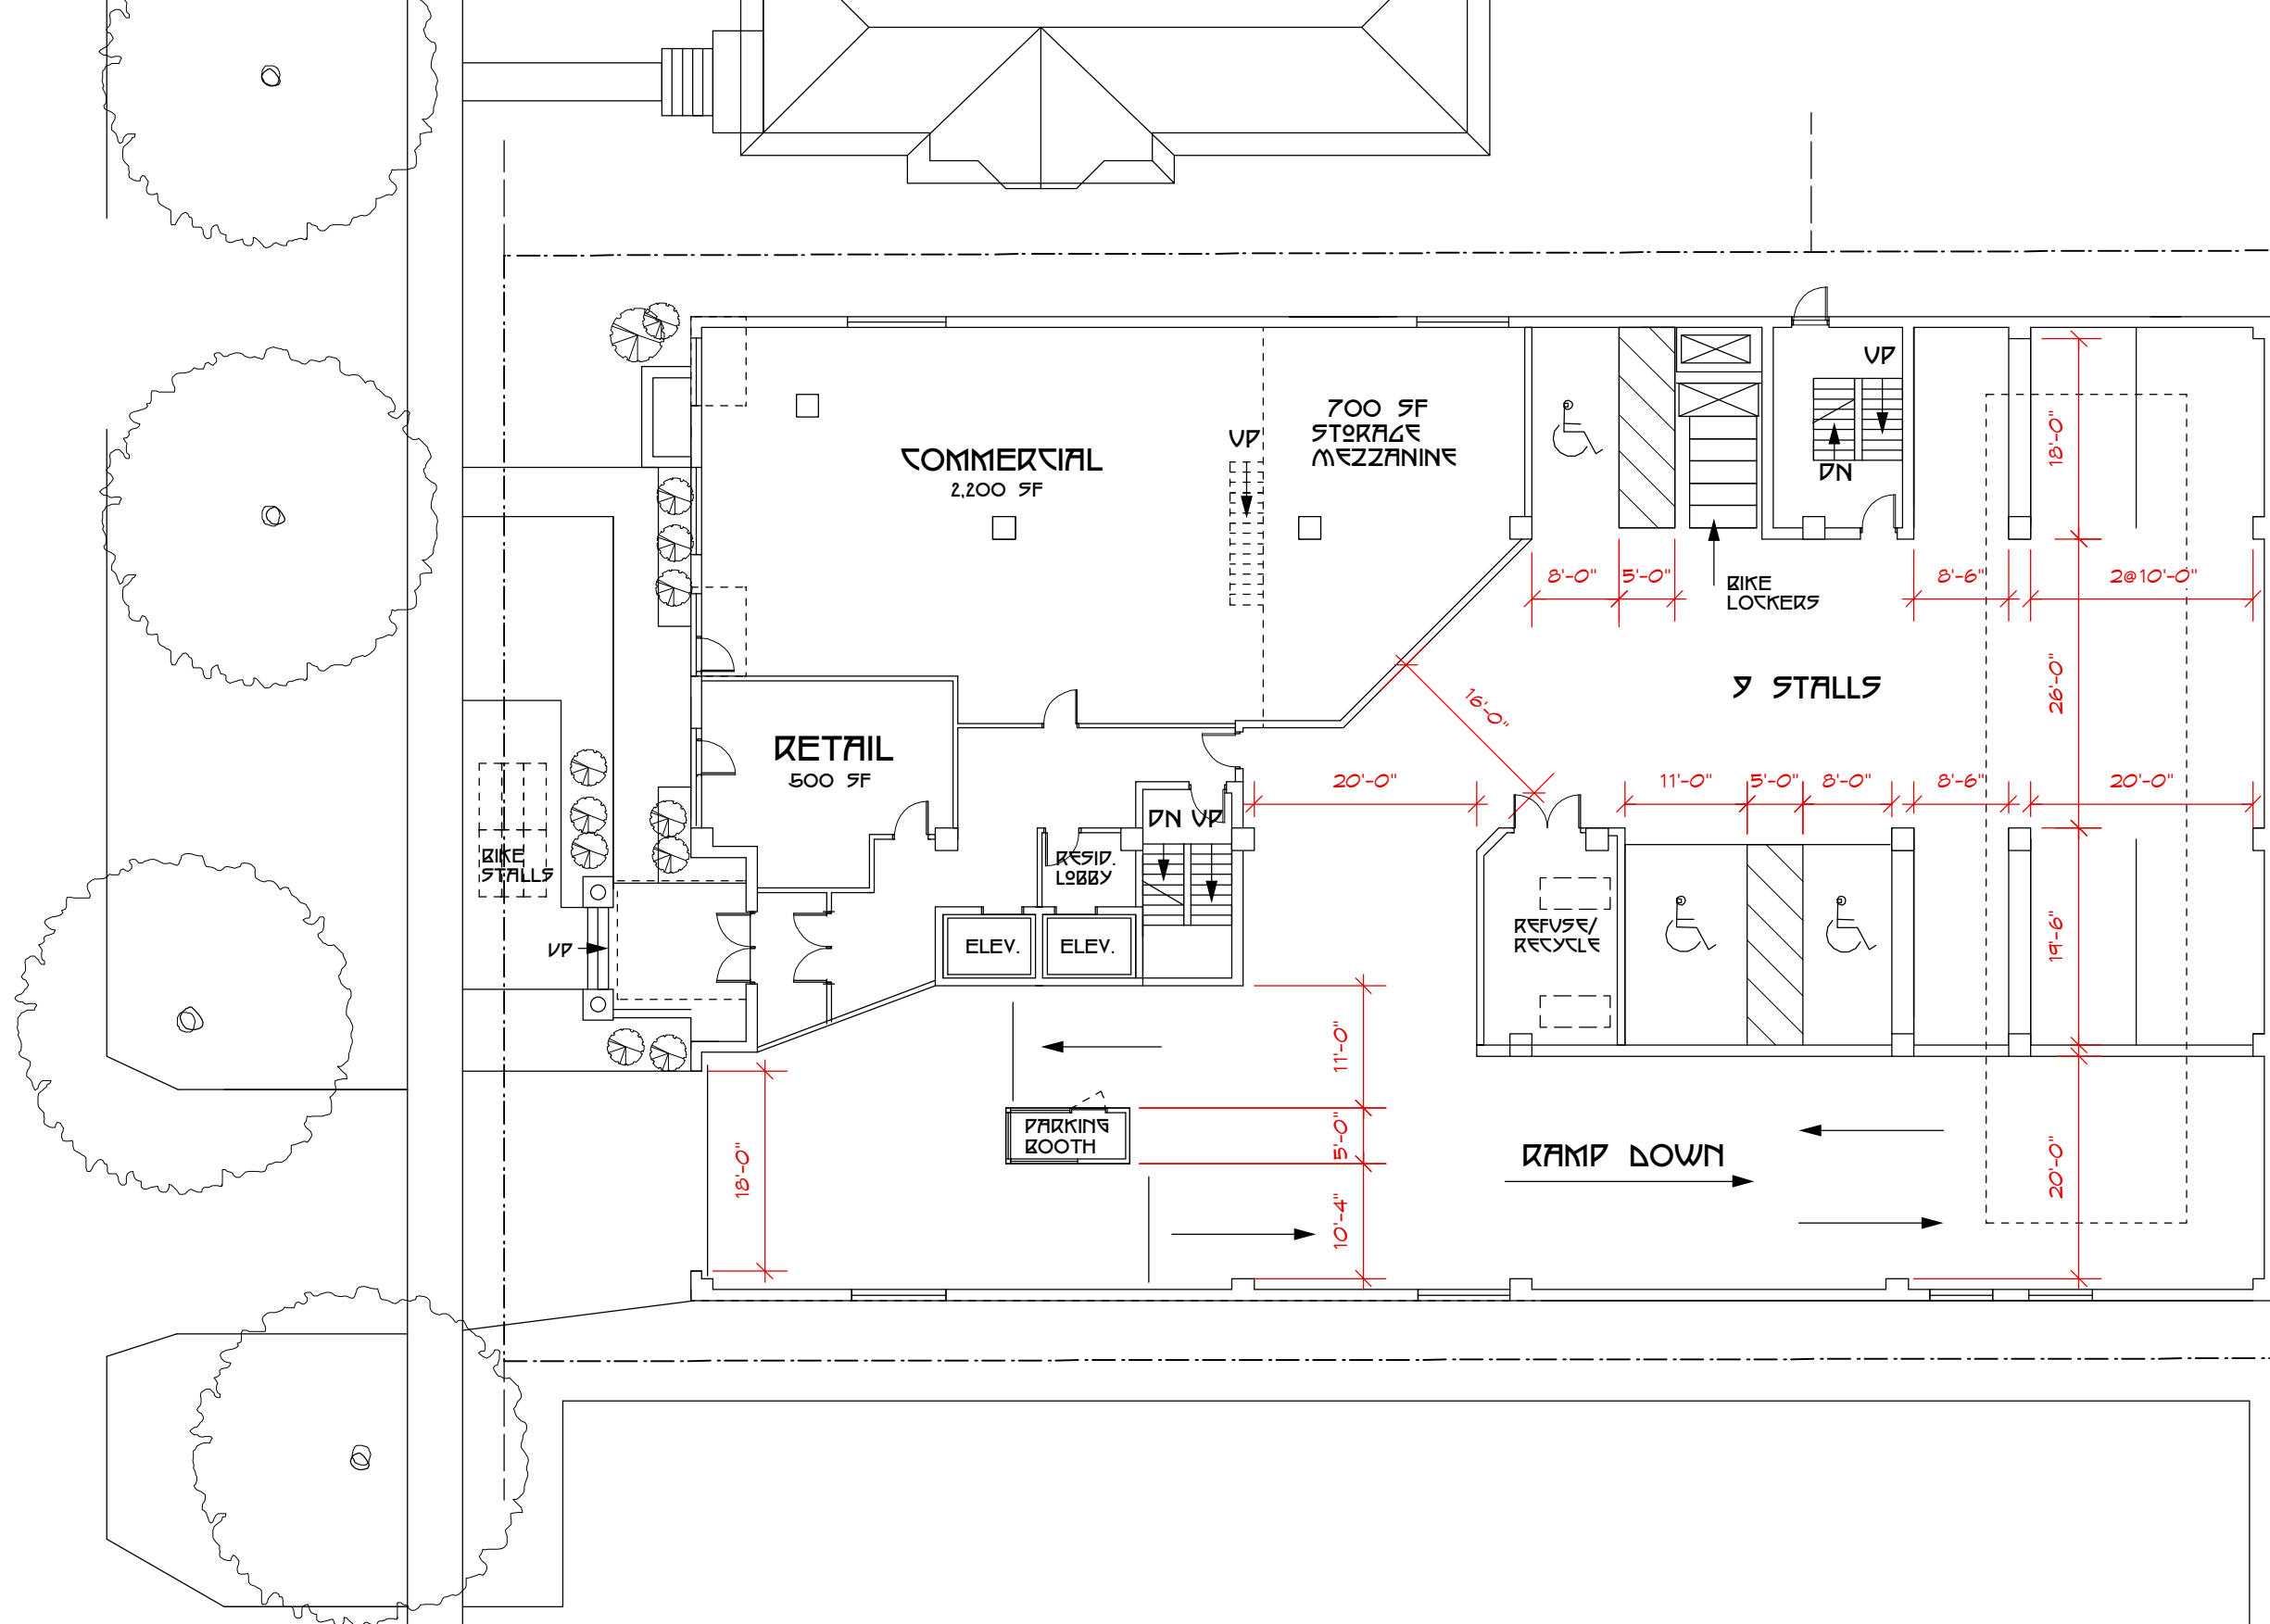 UP
700 SF
STORAGE
MEZZANINE
UP
COMMERCIAL
2,200 SF
DN
18'-0"
8'-0"
5'-0"
BIKE
LOCKERS
8'-6"
2@10'-0"
26'-0"
9 STALLS
16'-0"
RETAIL
500 SF
20'-0"
11'-0"
5'-0"
8'-0"
8'-6"
20'-0"
DN UP
BIKE
STALLS
RESID.
LOBBY
REFUSE/
RECYCLE
19'-6"
UP
ELEV.
ELEV.
11'-0"
PARKING
BOOTH
5'-0"
RAMP DOWN
18'-0"
20'-0"
10'-4"